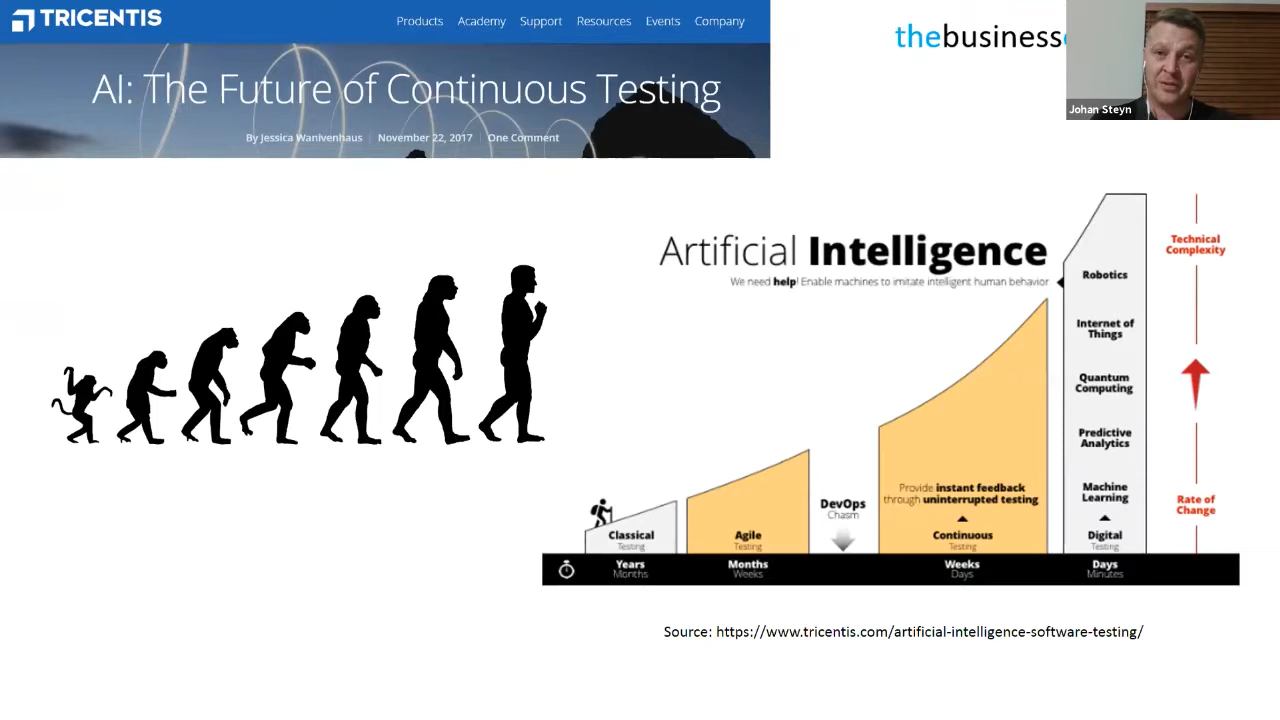 TRICENTIS
Products Academy Support Resources Events Company
AI: The Future of Continuous Testing
By Jessica Wanivenhaus November 22, 2017 One Comment
thebusiness
Johan Steyn
Artificial Intelligence
We need help! Enable machines to imitate intelligent human behavior
Technical
Complexity
Robotics
Internet of
Things
Quantum
Computing
Predictive
Analytics
Machine
Learning
Rate of
Change
Provide instant feedback
through uninterrupted testing
DevOps
Chasm
Classical
Testing
Agile
Testing
Continuous
Testing
Digital
Testing
Years
Months
Months
Weeks
Weeks
Days
Days
Minutes
Source: https://www.tricentis.com/artificial-intelligence-software-testing/